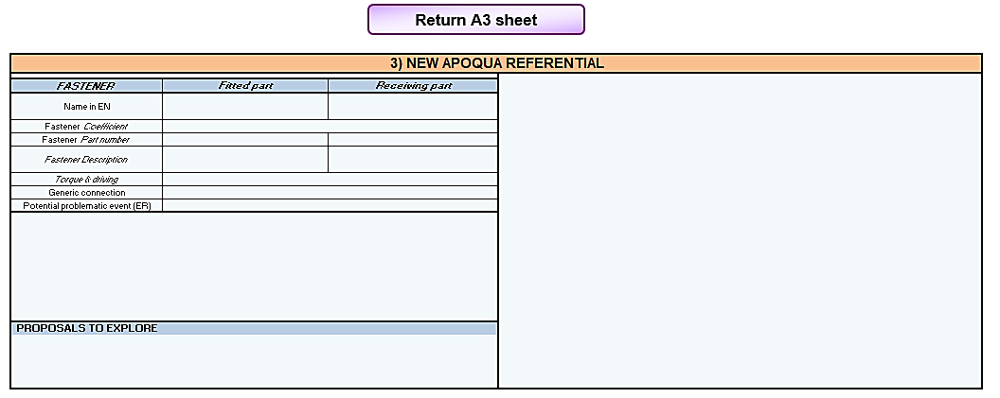 Return A3 sheet
3) NEW APOQUA REFERENTIAL
FASTENER Fitted part Receiving part
Name in EN
Fastener Coefficient
Fastener Part number
Fastener Description
Torque & driving
Generic connection
Potential problematic event (ER)
PROPOSALS TO EXPLORE